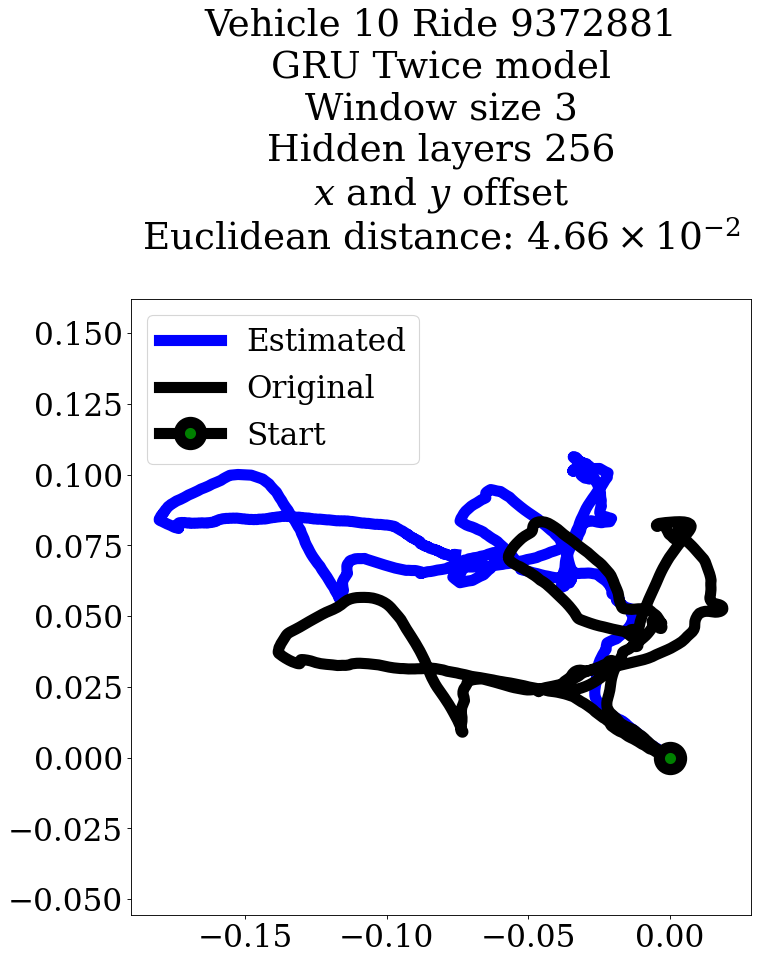 Vehicle 10 Ride 9372881
GRU Twice model
Window size 3
Hidden layers 256
x and y offset
Euclidean distance: 4.66 × 10⁻²
Estimated
Original
Start
0.150
0.125
0.100
0.075
0.050
0.025
0.000
−0.025
−0.050
−0.15 −0.10 −0.05 0.00